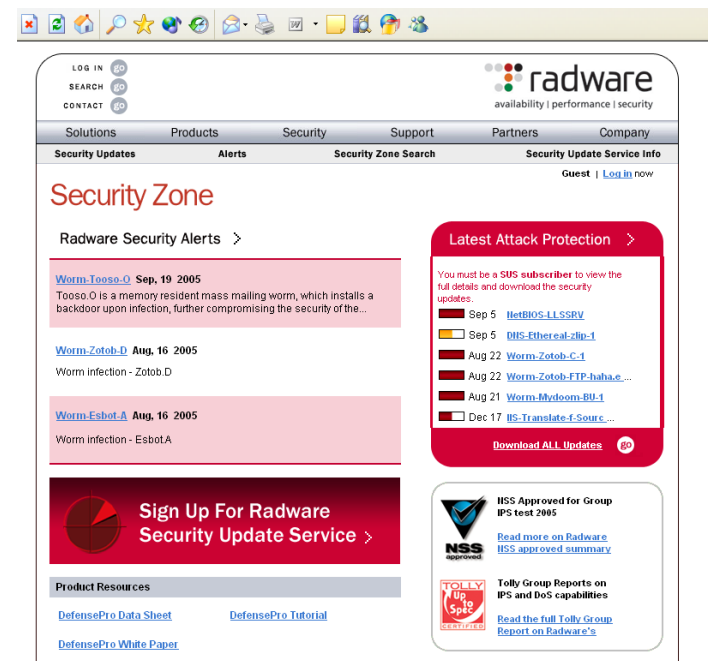 LOG IN go
SEARCH go
CONTACT go
radware
availability | performance | security
Solutions Products Security Support Partners Company
Security Updates Alerts Security Zone Search Security Update Service Info
Guest | Log in now
Security Zone
Radware Security Alerts >
Worm-Tooso-O Sep, 19 2005
Tooso.O is a memory resident mass mailing worm, which installs a
backdoor upon infection, further compromising the security of the...
Worm-Zotob-D Aug, 16 2005
Worm infection - Zotob.D
Worm-Esbot-A Aug, 16 2005
Worm infection - Esbot.A
Latest Attack Protection >
You must be a SUS subscriber to view the
full details and download the security
updates.
Sep 5 NetBIOS-LLSSRV
Sep 5 DNS-Ethereal-zlip-1
Aug 22 Worm-Zotob-C-1
Aug 22 Worm-Zotob-FTP-haha.e ...
Aug 21 Worm-Mydoom-BU-1
Dec 17 IIS-Translate-f-Sourc ...
Download ALL Updates go
Sign Up For Radware
Security Update Service >
Product Resources
DefensePro Data Sheet DefensePro Tutorial
DefensePro White Paper
NSS approved
NSS Approved for Group
IPS test 2005
Read more on Radware
NSS approved summary
TOLLY
Up
to
Spec
CERTIFIED
Tolly Group Reports on
IPS and DoS capabilities
Read the full Tolly Group
Report on Radware's